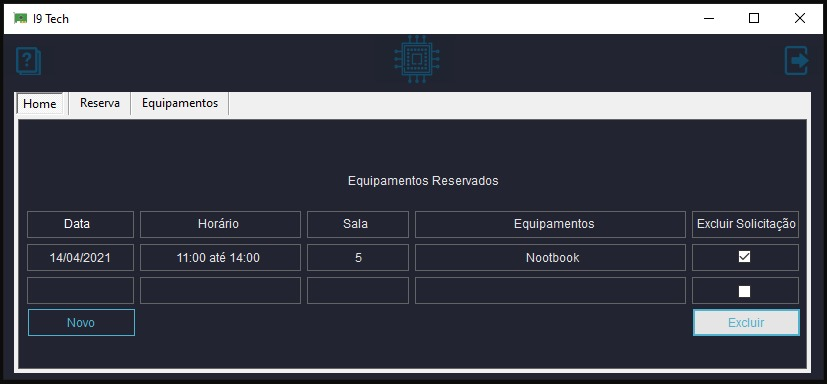 I9 Tech
Home Reserva Equipamentos
Equipamentos Reservados
Data Horário Sala Equipamentos Excluir Solicitação
14/04/2021 11:00 até 14:00 5 Nootbook
Novo Excluir